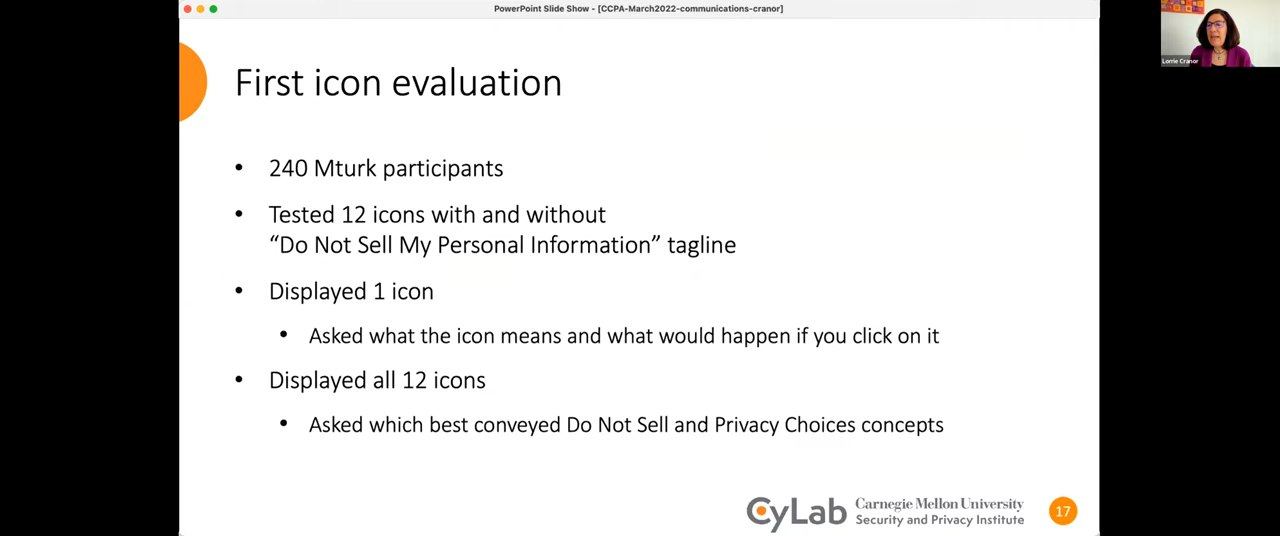 PowerPoint Slide Show - [CCPA-March2022-communications-cranor]
Lorrie Cranor
First icon evaluation
• 240 Mturk participants
• Tested 12 icons with and without
“Do Not Sell My Personal Information” tagline
• Displayed 1 icon
• Asked what the icon means and what would happen if you click on it
• Displayed all 12 icons
• Asked which best conveyed Do Not Sell and Privacy Choices concepts
CyLab
Carnegie Mellon University
Security and Privacy Institute
17